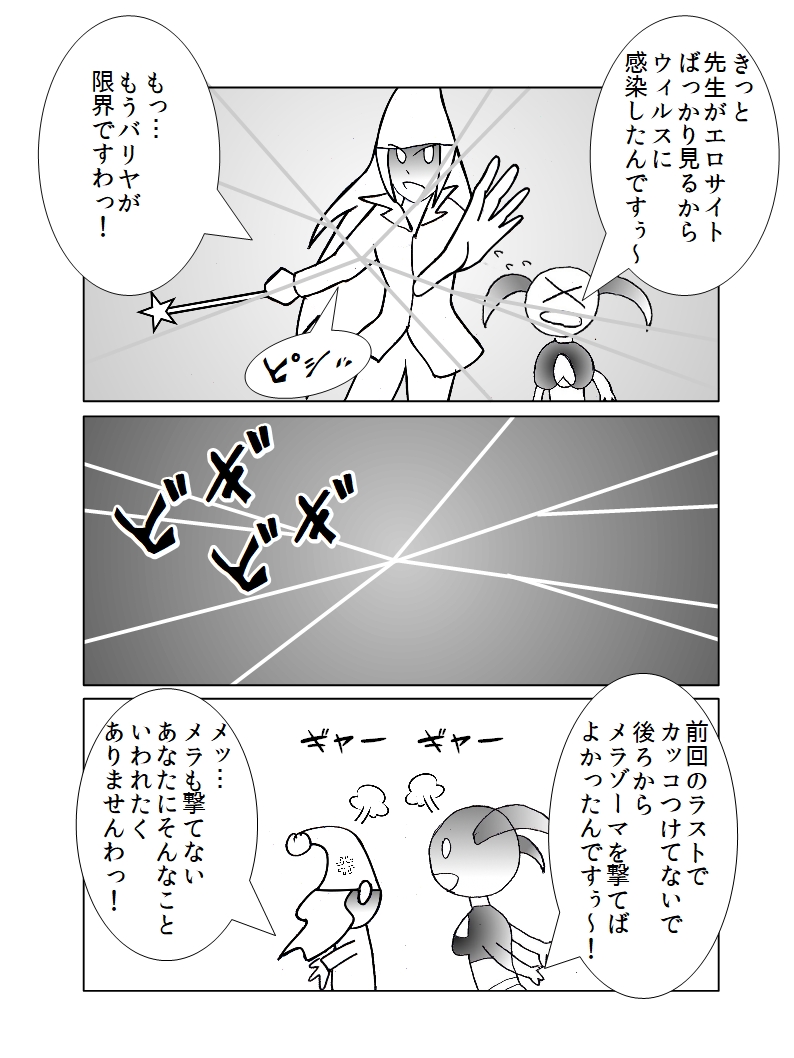 きっと
先生がエロサイト
ばっかり見るから
ウィルスに
感染したんですぅ～
もっ…
もうバリヤが
限界ですわっ！
ギギ
ズズ
前回のラストで
カッコつけてないで
後ろから
メラゾーマを撃てば
よかったんですぅ～！
ギャー
ギャー
メッ…
メラも撃てない
あなたにそんなこと
いわれたく
ありませんわっ！